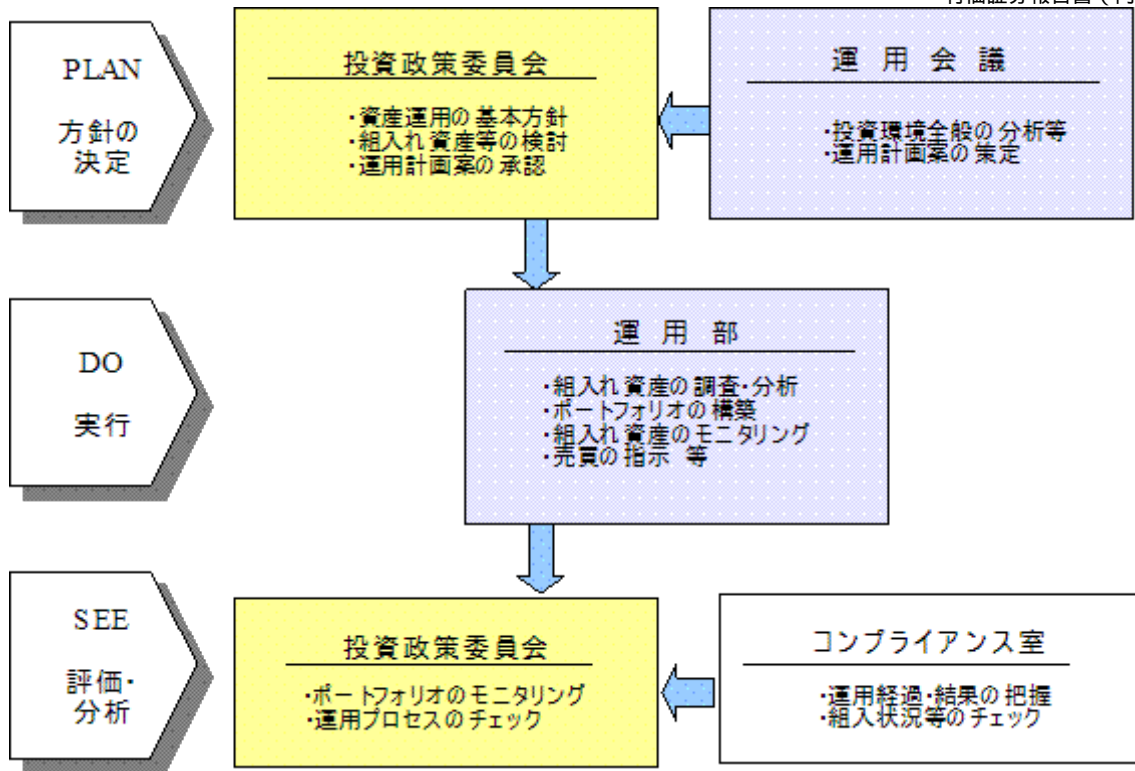 PLAN
方針の
決定
投資政策委員会
・資産運用の基本方針
・組入れ資産等の検討
・運用計画案の承認
運用会議
・投資環境全般の分析等
・運用計画案の策定
DO
実行
運用部
・組入れ資産の調査・分析
・ポートフォリオの構築
・組入れ資産のモニタリング
・売買の指示 等
SEE
評価・
分析
投資政策委員会
・ポートフォリオのモニタリング
・運用プロセスのチェック
コンプライアンス室
・運用経過・結果の把握
・組入状況等のチェック